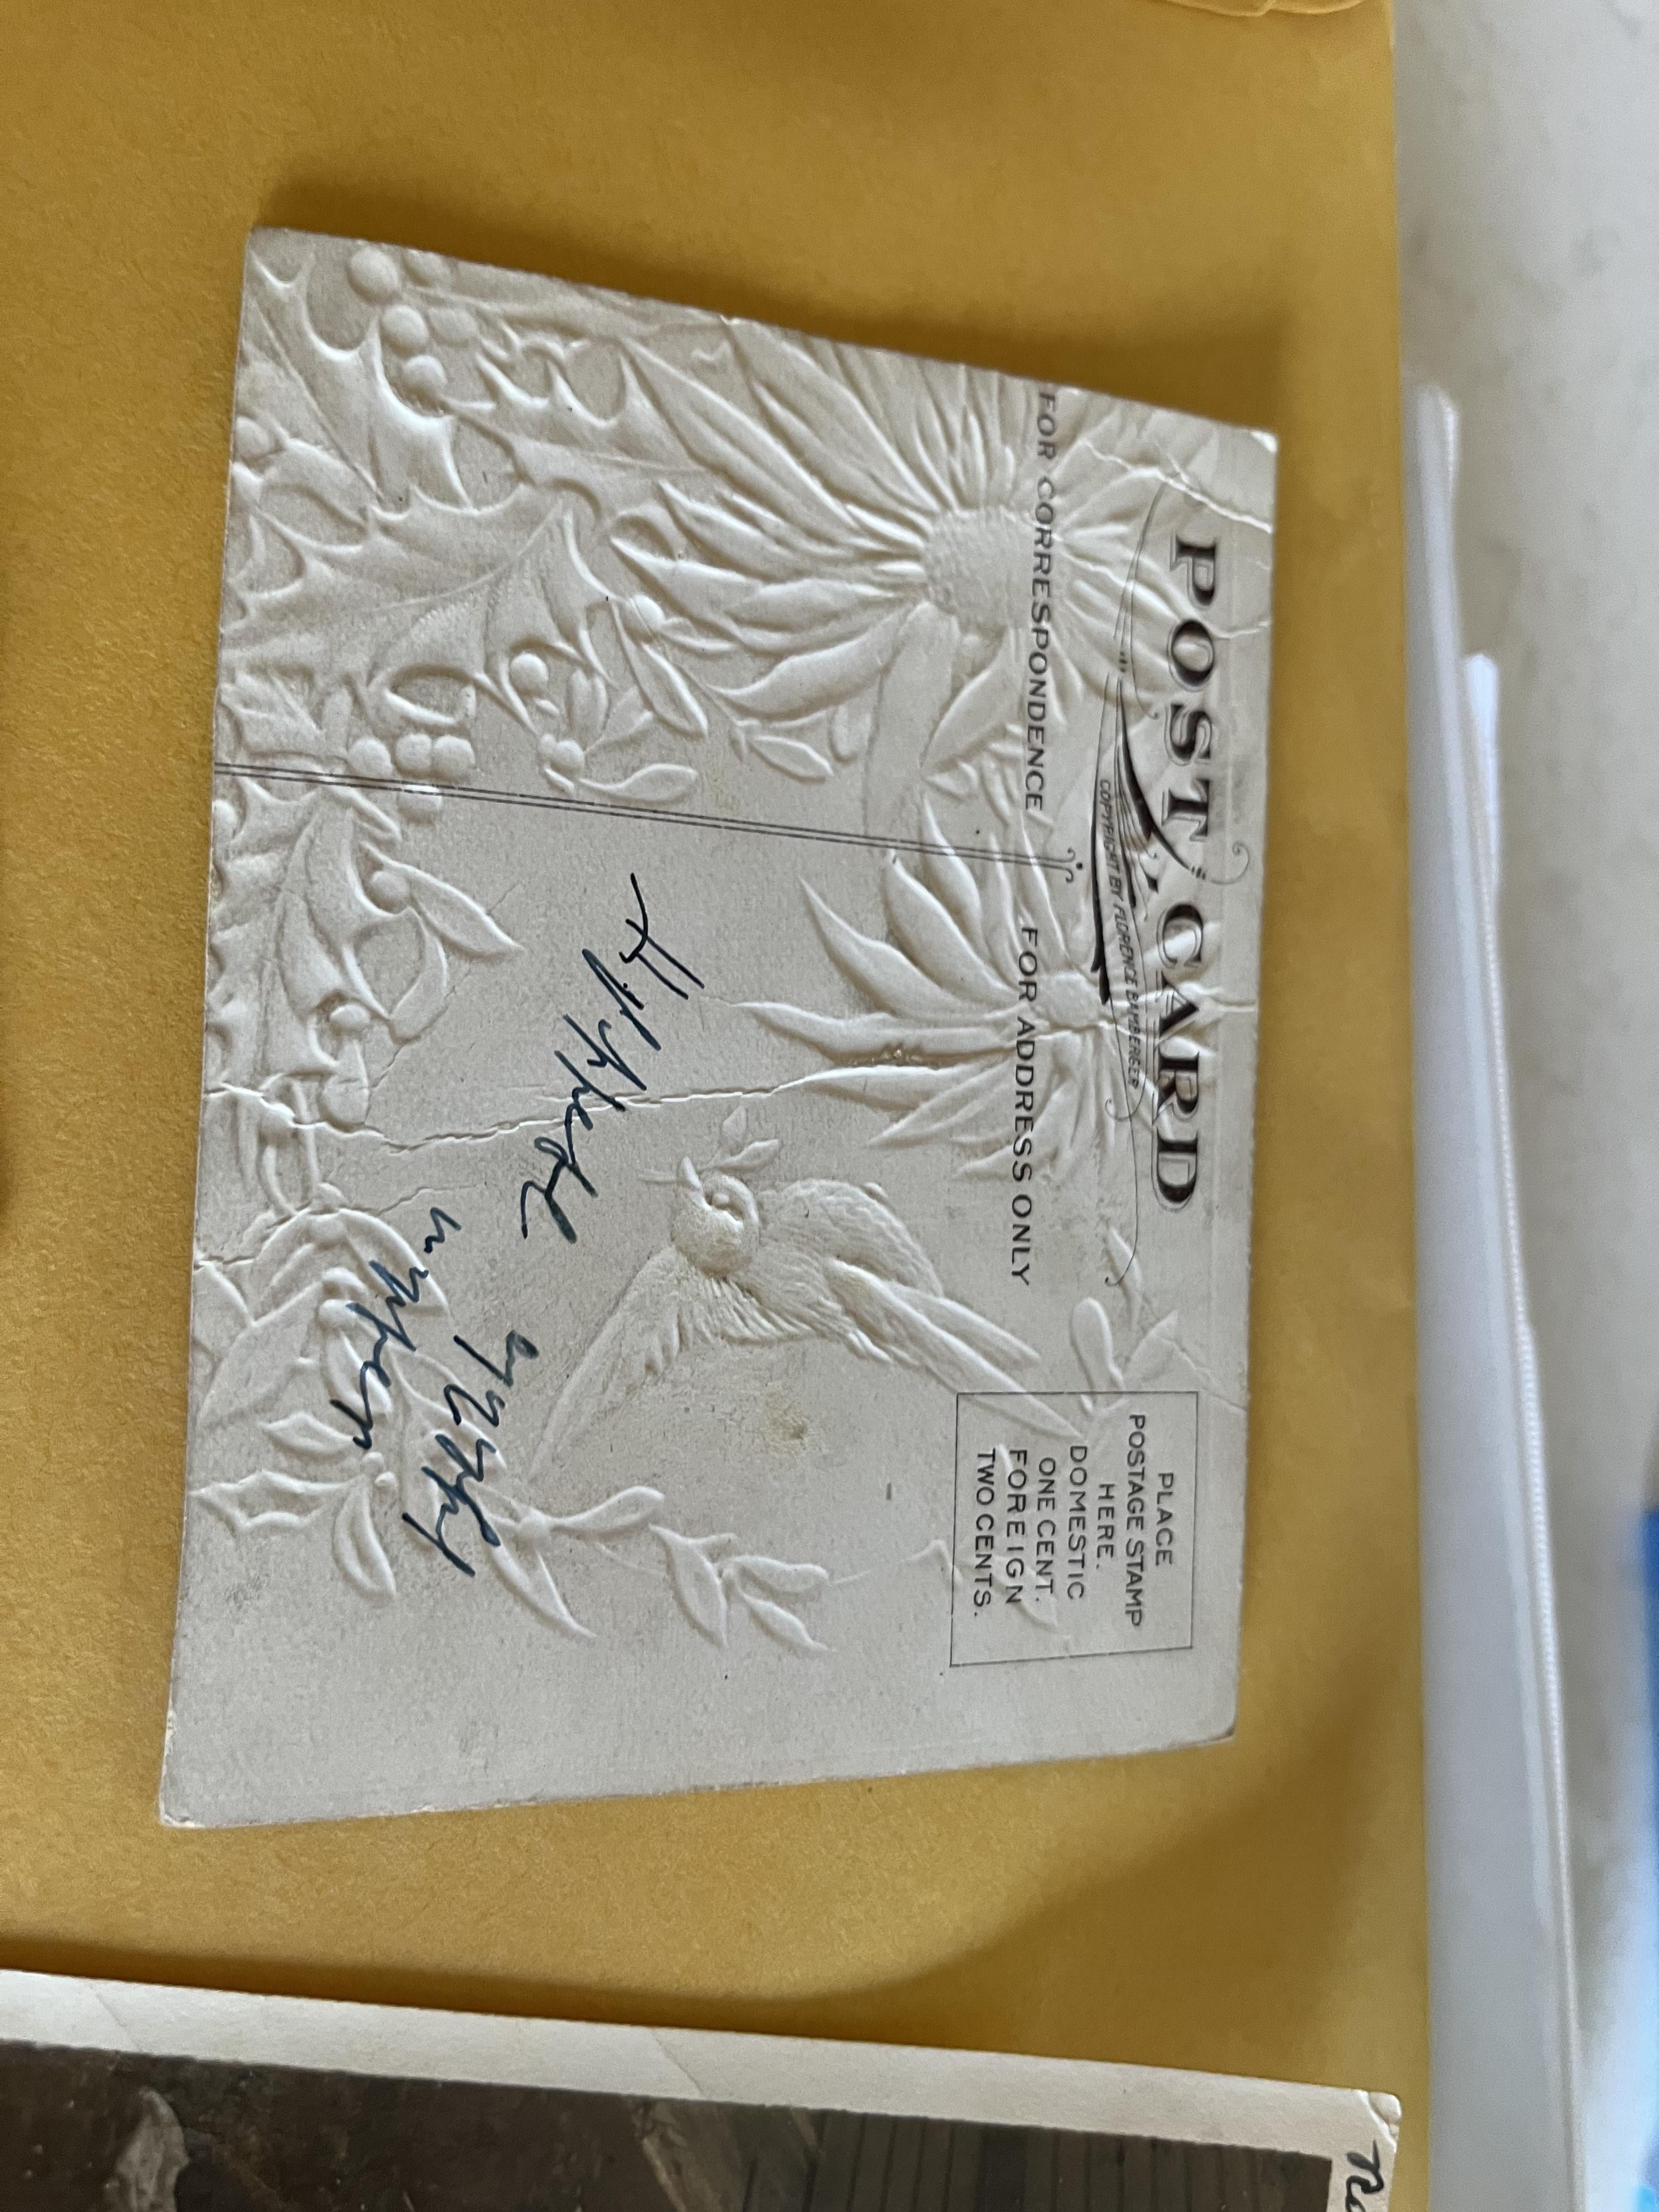 POST CARD
COPYRIGHT BY FLORENCE BAMBERGER
FOR CORRESPONDENCE
FOR ADDRESS ONLY
PLACE
POSTAGE STAMP
HERE.
DOMESTIC
ONE CENT.
FOREIGN
TWO CENTS.